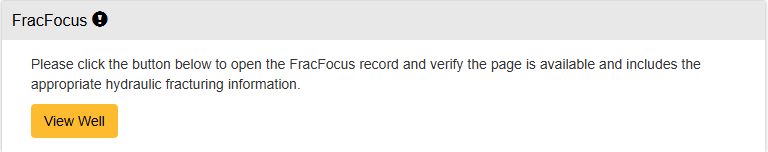 FracFocus
Please click the button below to open the FracFocus record and verify the page is available and includes the
appropriate hydraulic fracturing information.
View Well